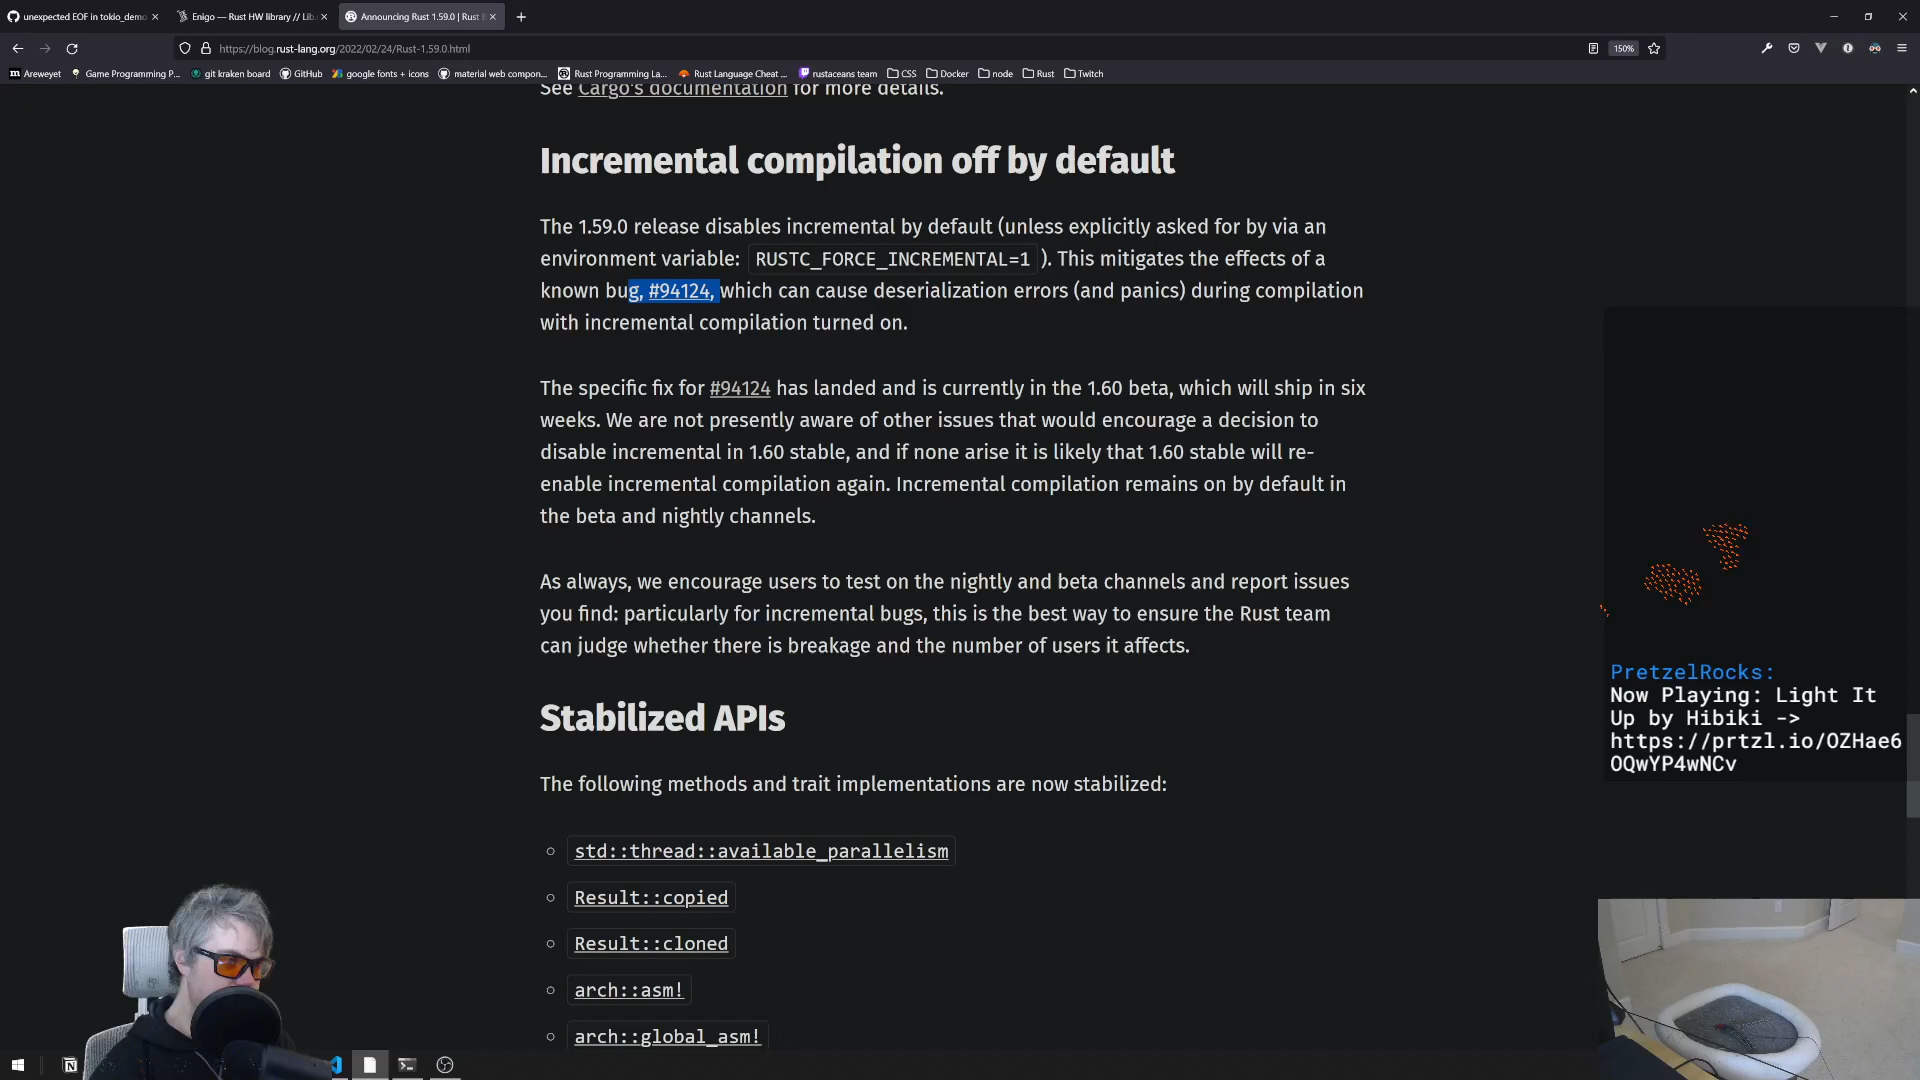 unexpected EOF in tokio_demo
Enigo — Rust HW library // Lib.
Announcing Rust 1.59.0 | Rust B
https://blog.rust-lang.org/2022/02/24/Rust-1.59.0.html
150%
Areweyet
Game Programming P...
git kraken board
GitHub
google fonts + icons
material web compon...
Rust Programming La...
Rust Language Cheat ...
rustaceans team
CSS
Docker
node
Rust
Twitch
See Cargo's documentation for more details.
Incremental compilation off by default
The 1.59.0 release disables incremental by default (unless explicitly asked for by via an
environment variable: RUSTC_FORCE_INCREMENTAL=1 ). This mitigates the effects of a
known bug, #94124, which can cause deserialization errors (and panics) during compilation
with incremental compilation turned on.
The specific fix for #94124 has landed and is currently in the 1.60 beta, which will ship in six
weeks. We are not presently aware of other issues that would encourage a decision to
disable incremental in 1.60 stable, and if none arise it is likely that 1.60 stable will re-
enable incremental compilation again. Incremental compilation remains on by default in
the beta and nightly channels.
As always, we encourage users to test on the nightly and beta channels and report issues
you find: particularly for incremental bugs, this is the best way to ensure the Rust team
can judge whether there is breakage and the number of users it affects.
Stabilized APIs
The following methods and trait implementations are now stabilized:
std::thread::available_parallelism
Result::copied
Result::cloned
arch::asm!
arch::global_asm!
PretzelRocks:
Now Playing: Light It
Up by Hibiki ->
https://prtzl.io/OZHae6
OQwYP4wNCv